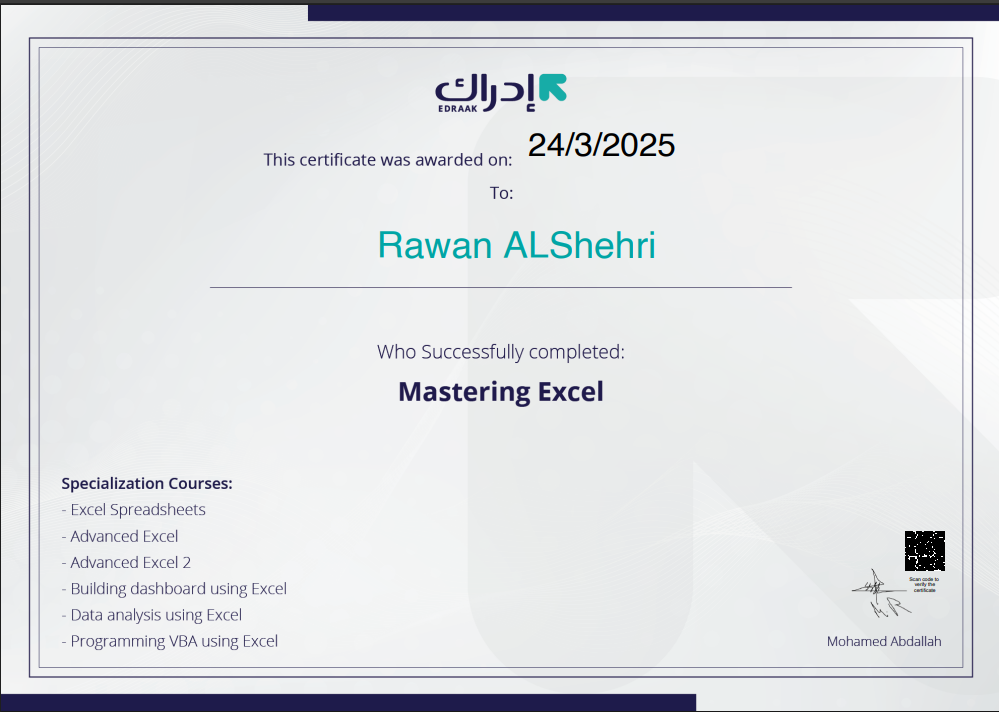 إدراك
EDRAAK
This certificate was awarded on: 24/3/2025
To:
Rawan ALShehri
Who Successfully completed:
Mastering Excel
Specialization Courses:
- Excel Spreadsheets
- Advanced Excel
- Advanced Excel 2
- Building dashboard using Excel
- Data analysis using Excel
- Programming VBA using Excel
Scan code to
verify the
certificate
M.R
Mohamed Abdallah